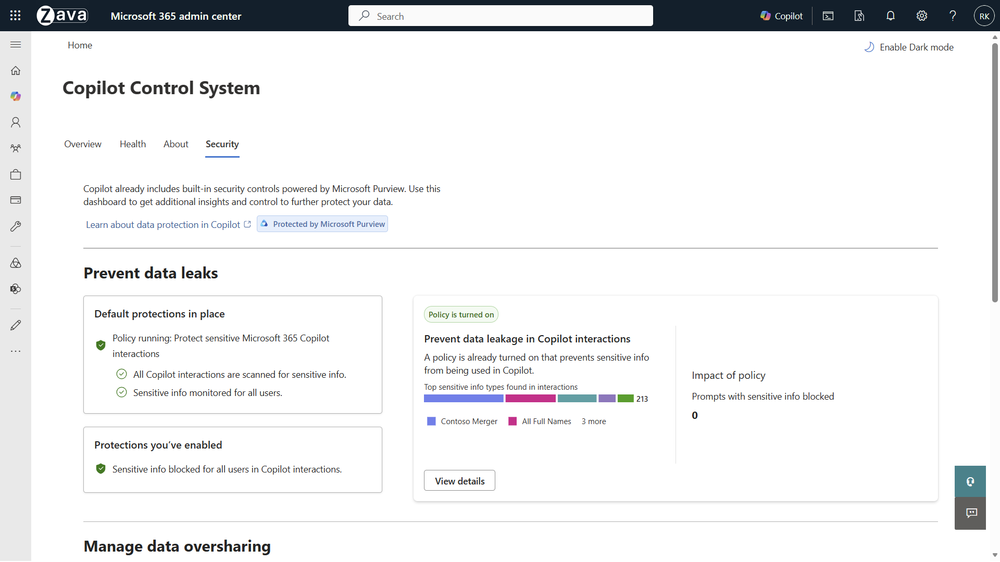 Zava
Microsoft 365 admin center
Search
Copilot
RK
Home
Enable Dark mode
Copilot Control System
Overview
Health
About
Security
Copilot already includes built-in security controls powered by Microsoft Purview. Use this
dashboard to get additional insights and control to further protect your data.
Learn about data protection in Copilot
Protected by Microsoft Purview
Prevent data leaks
Default protections in place
Policy running: Protect sensitive Microsoft 365 Copilot
interactions
All Copilot interactions are scanned for sensitive info.
Sensitive info monitored for all users.
Protections you’ve enabled
Sensitive info blocked for all users in Copilot interactions.
Policy is turned on
Prevent data leakage in Copilot interactions
A policy is already turned on that prevents sensitive info
from being used in Copilot.
Top sensitive info types found in interactions
213
Contoso Merger
All Full Names
3 more
View details
Impact of policy
Prompts with sensitive info blocked
0
Manage data oversharing